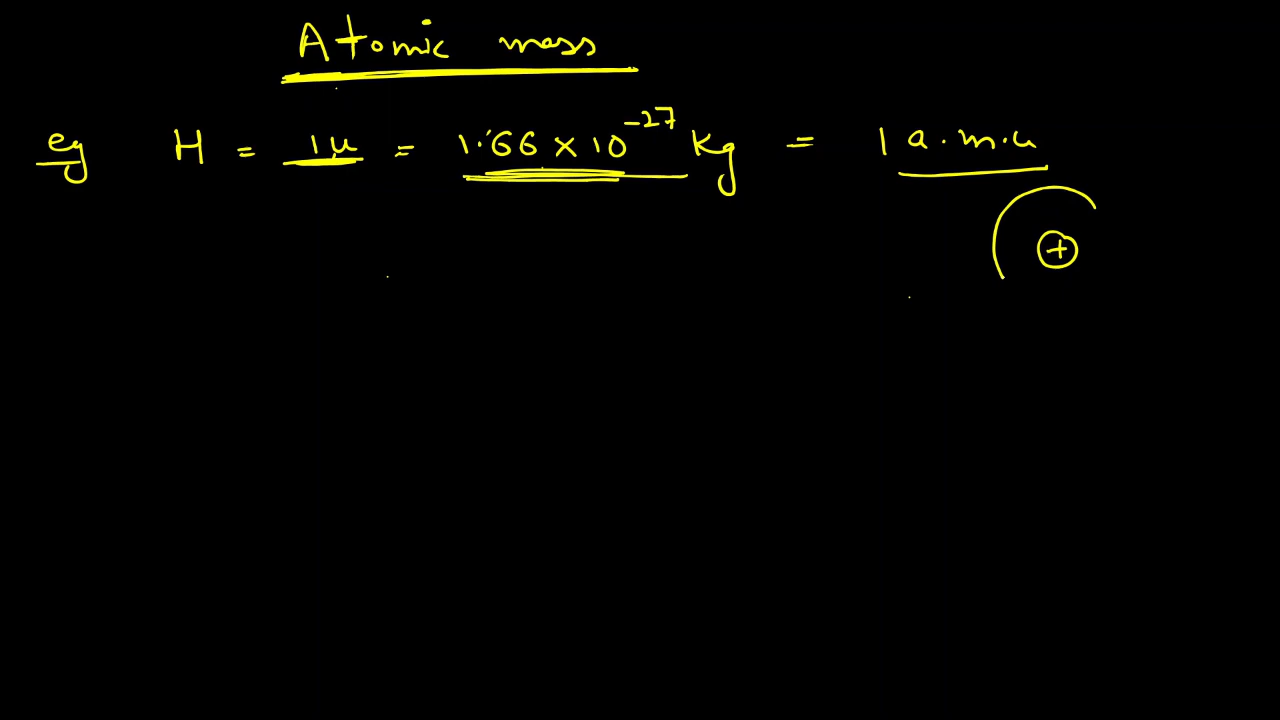 Atomic mass
eg H = 1u = 1.66 × 10⁻²⁷ Kg = 1 a.m.u
+